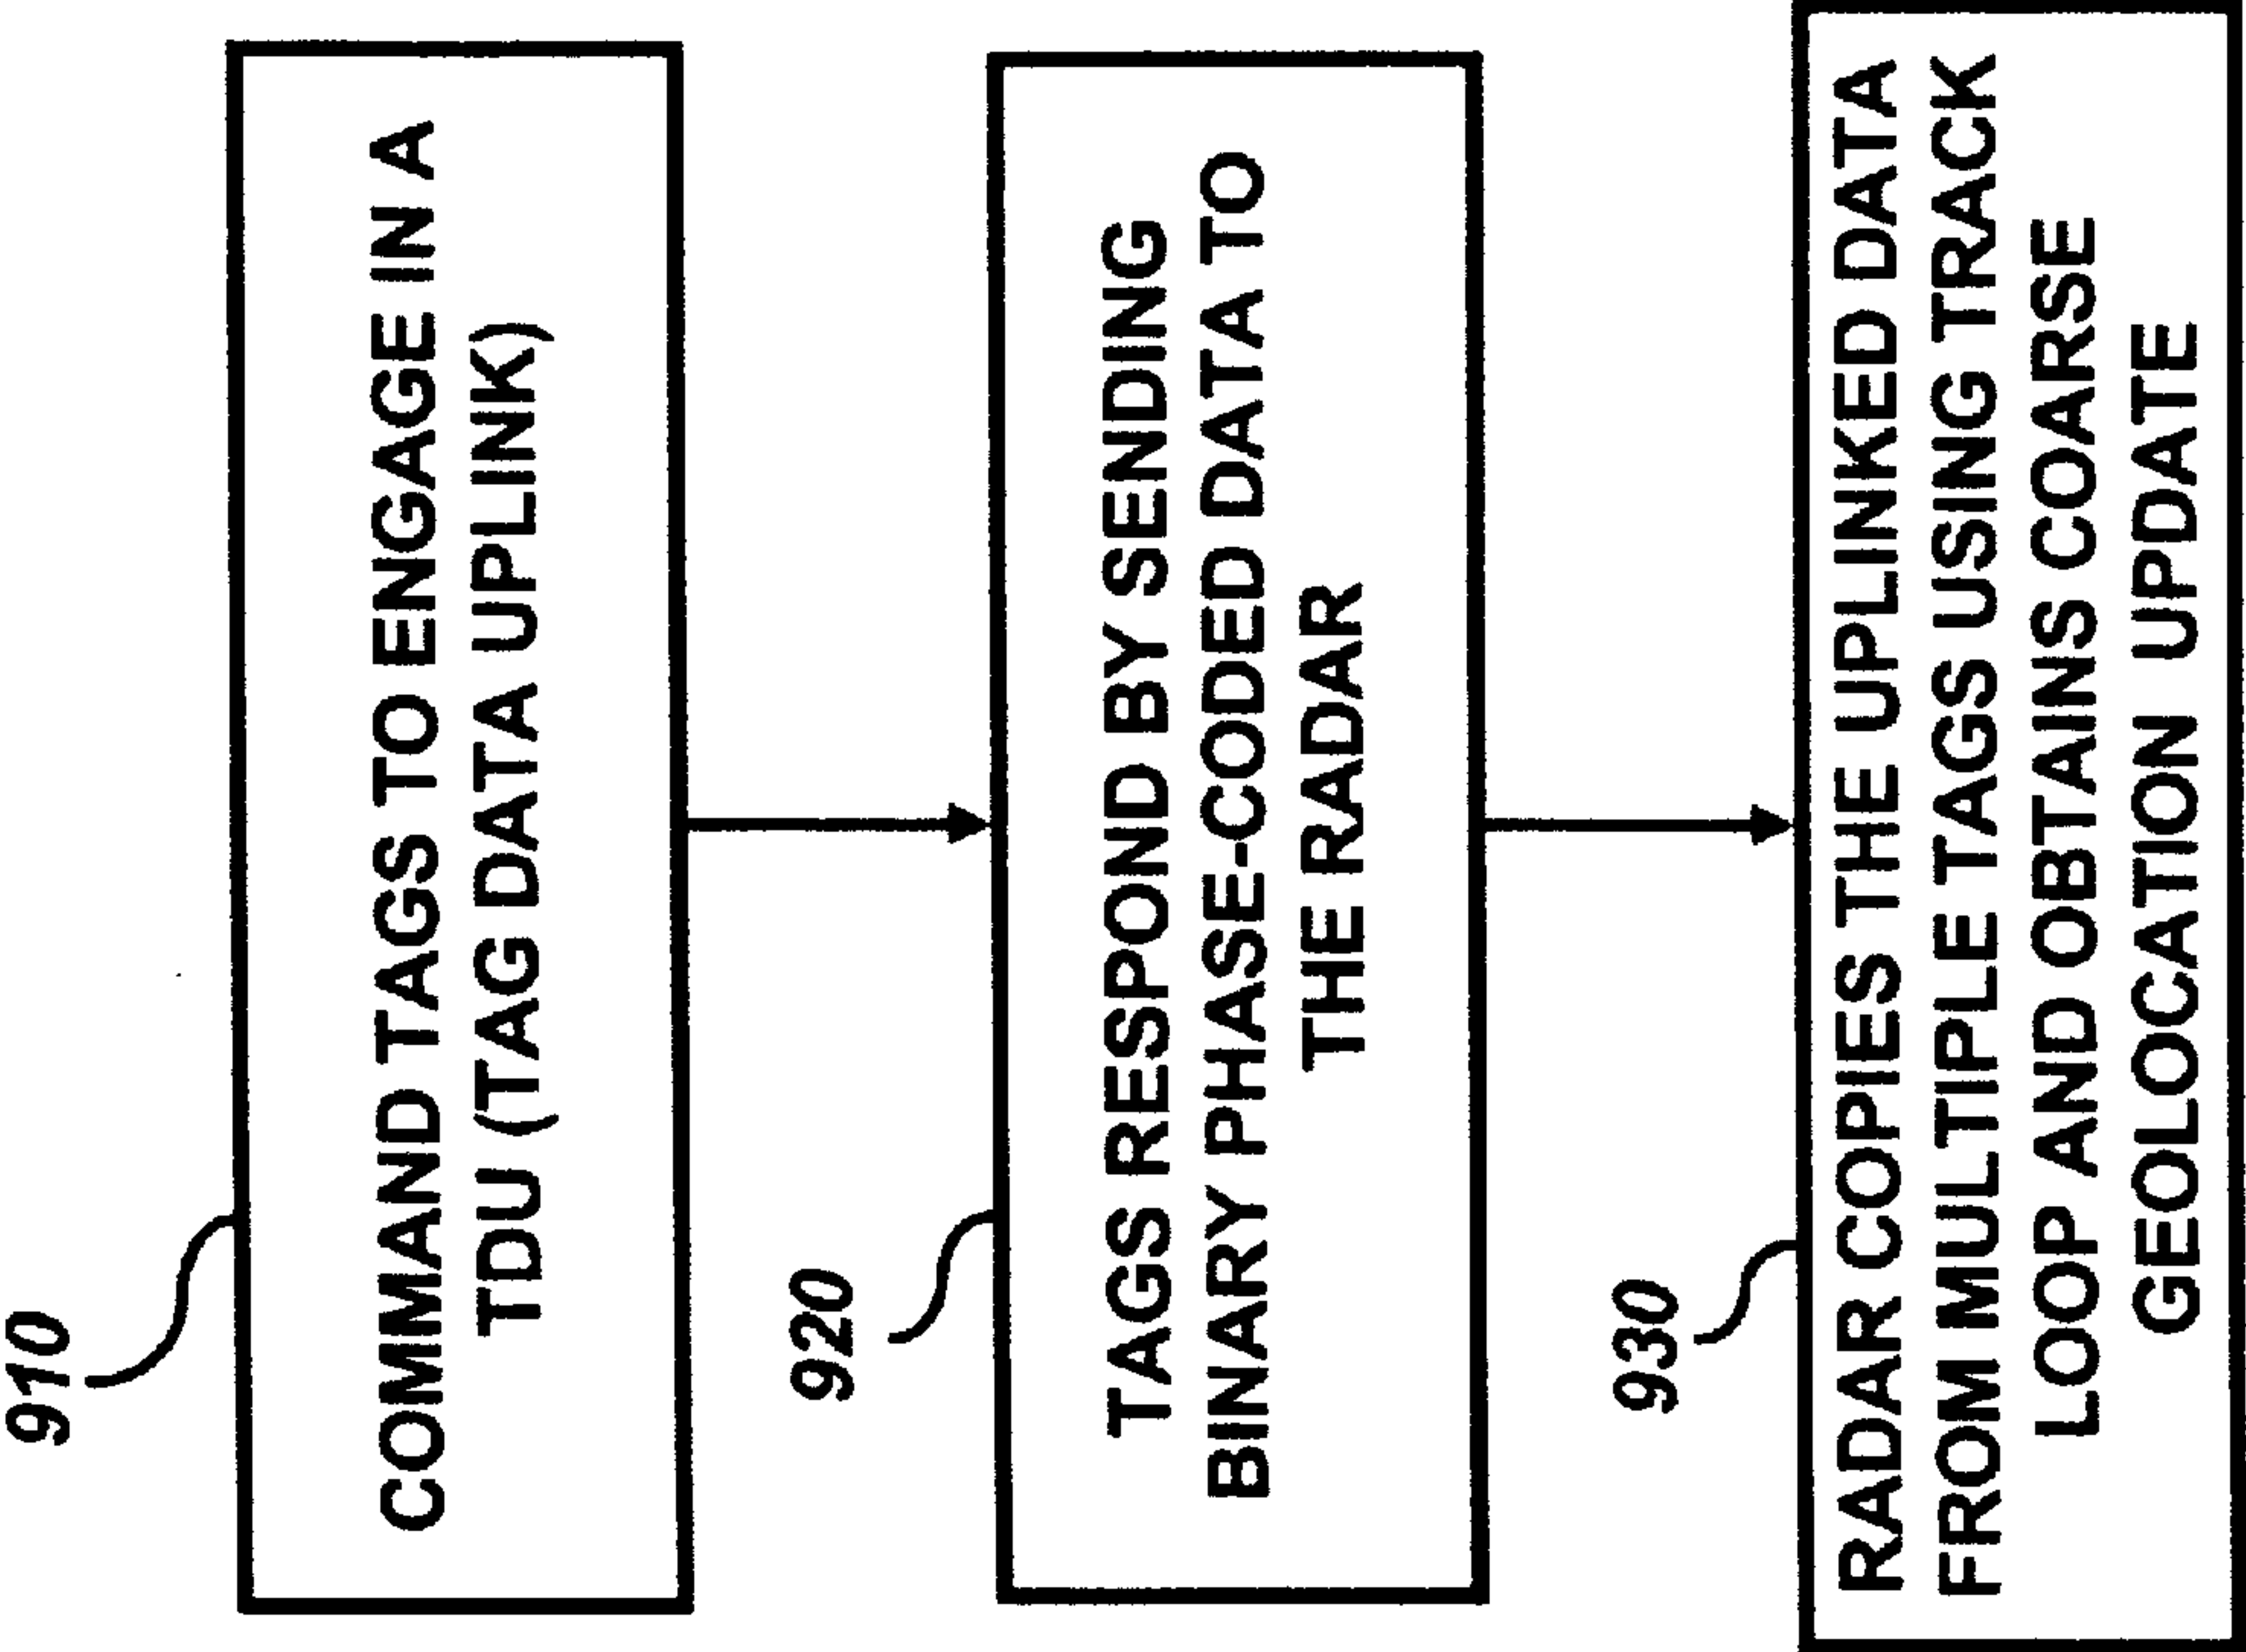 910
COMMAND TAGS TO ENGAGE IN A
TDU (TAG DATA UPLINK)
920
TAGS RESPOND BY SENDING
BINARY PHASE-CODED DATA TO
THE RADAR
930
RADAR COPIES THE UPLINKED DATA
FROM MULTIPLE TAGS USING TRACK
LOOP AND OBTAINS COARSE
GEOLOCATION UPDATE